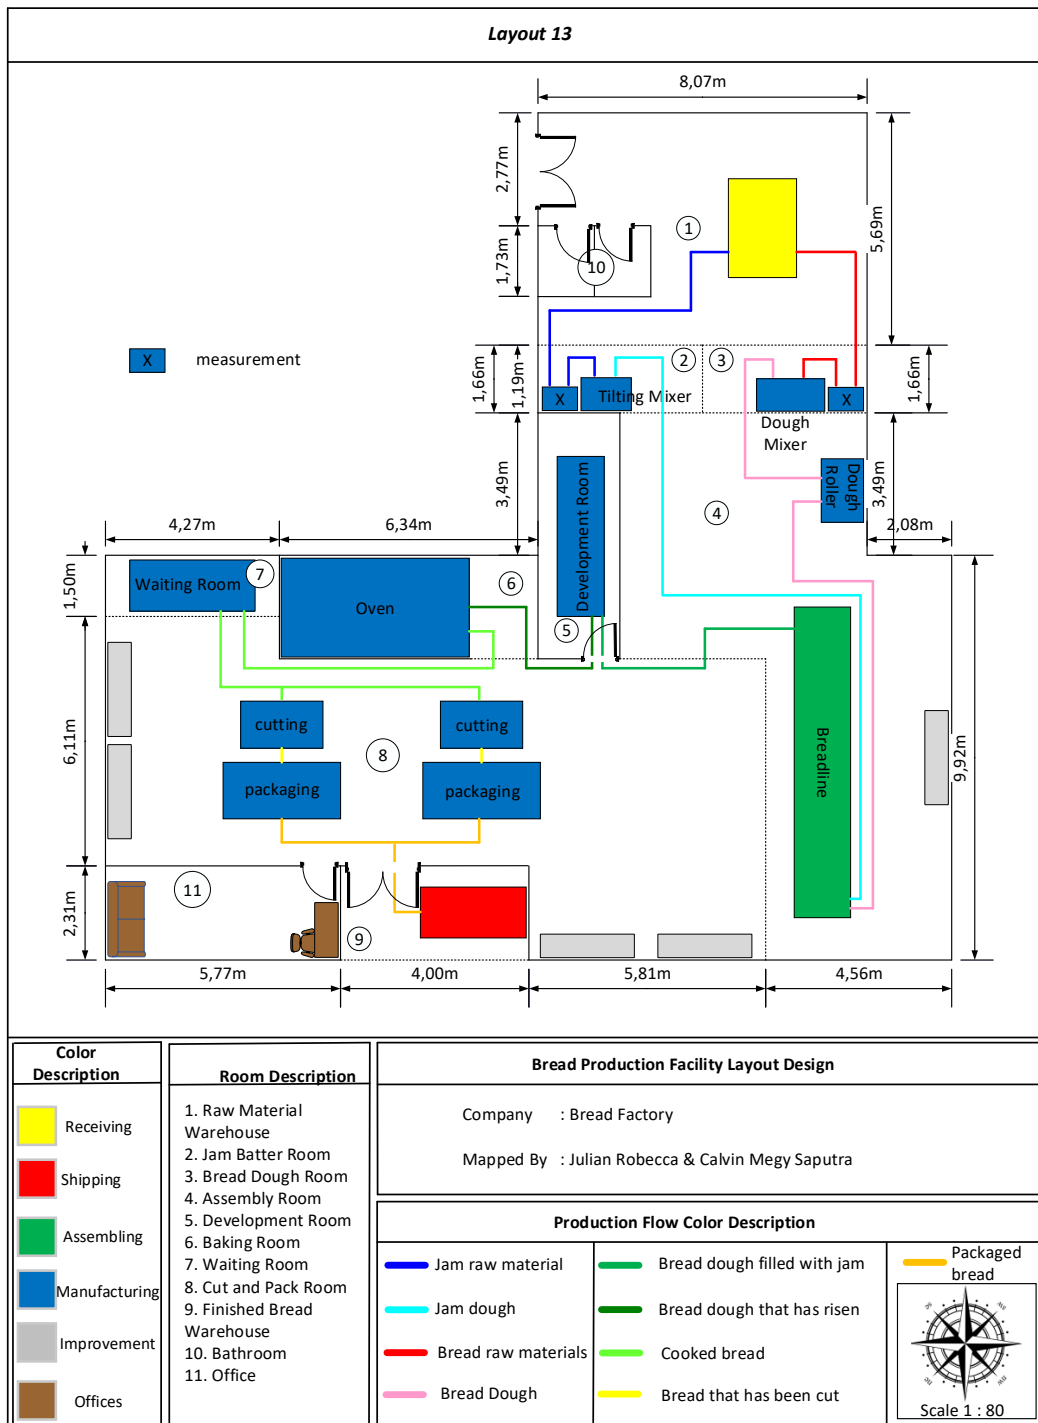 Layout 13
8,07m
2,77m
1,73m
5,69m
1
10
X measurement
1,66m
1,19m
2
3
1,66m
X
Tilting Mixer
X
Dough
Mixer
3,49m
Development Room
Dough
Roller
3,49m
4
4,27m
6,34m
2,08m
1,50m
Waiting Room
7
Oven
6
5
6,11m
cutting
cutting
8
packaging
packaging
Breadline
9,92m
2,31m
11
9
5,77m
4,00m
5,81m
4,56m
Color
Description
Receiving
Shipping
Assembling
Manufacturing
Improvement
Offices
Room Description
1. Raw Material
Warehouse
2. Jam Batter Room
3. Bread Dough Room
4. Assembly Room
5. Development Room
6. Baking Room
7. Waiting Room
8. Cut and Pack Room
9. Finished Bread
Warehouse
10. Bathroom
11. Office
Bread Production Facility Layout Design
Company : Bread Factory
Mapped By : Julian Robecca & Calvin Megy Saputra
Production Flow Color Description
Jam raw material
Jam dough
Bread raw materials
Bread Dough
Bread dough filled with jam
Bread dough that has risen
Cooked bread
Bread that has been cut
Packaged
bread
Scale 1 : 80